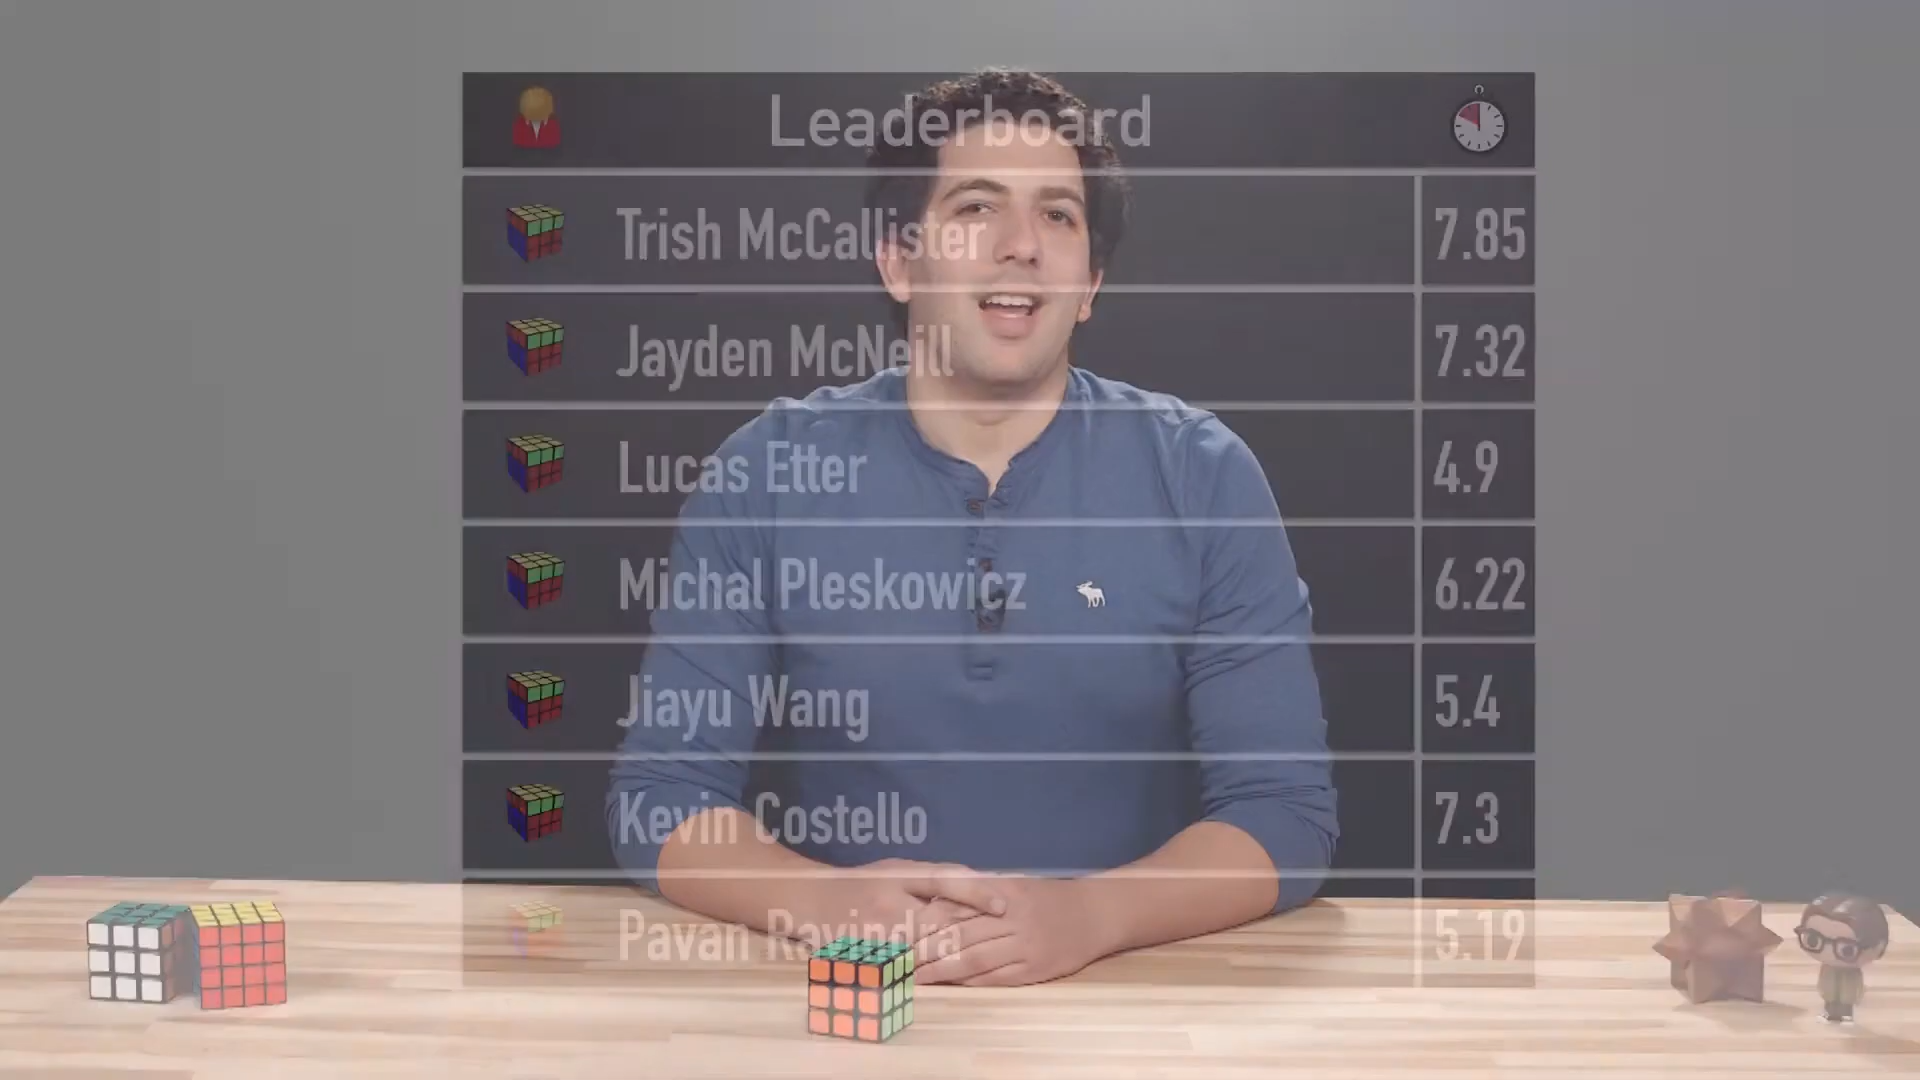 Leaderboard
Trish McCallister 7.85
Jayden McNeill 7.32
Lucas Etter 4.9
Michal Pleskowicz 6.22
Jiayu Wang 5.4
Kevin Costello 7.3
Pavan Ravindra 5.19